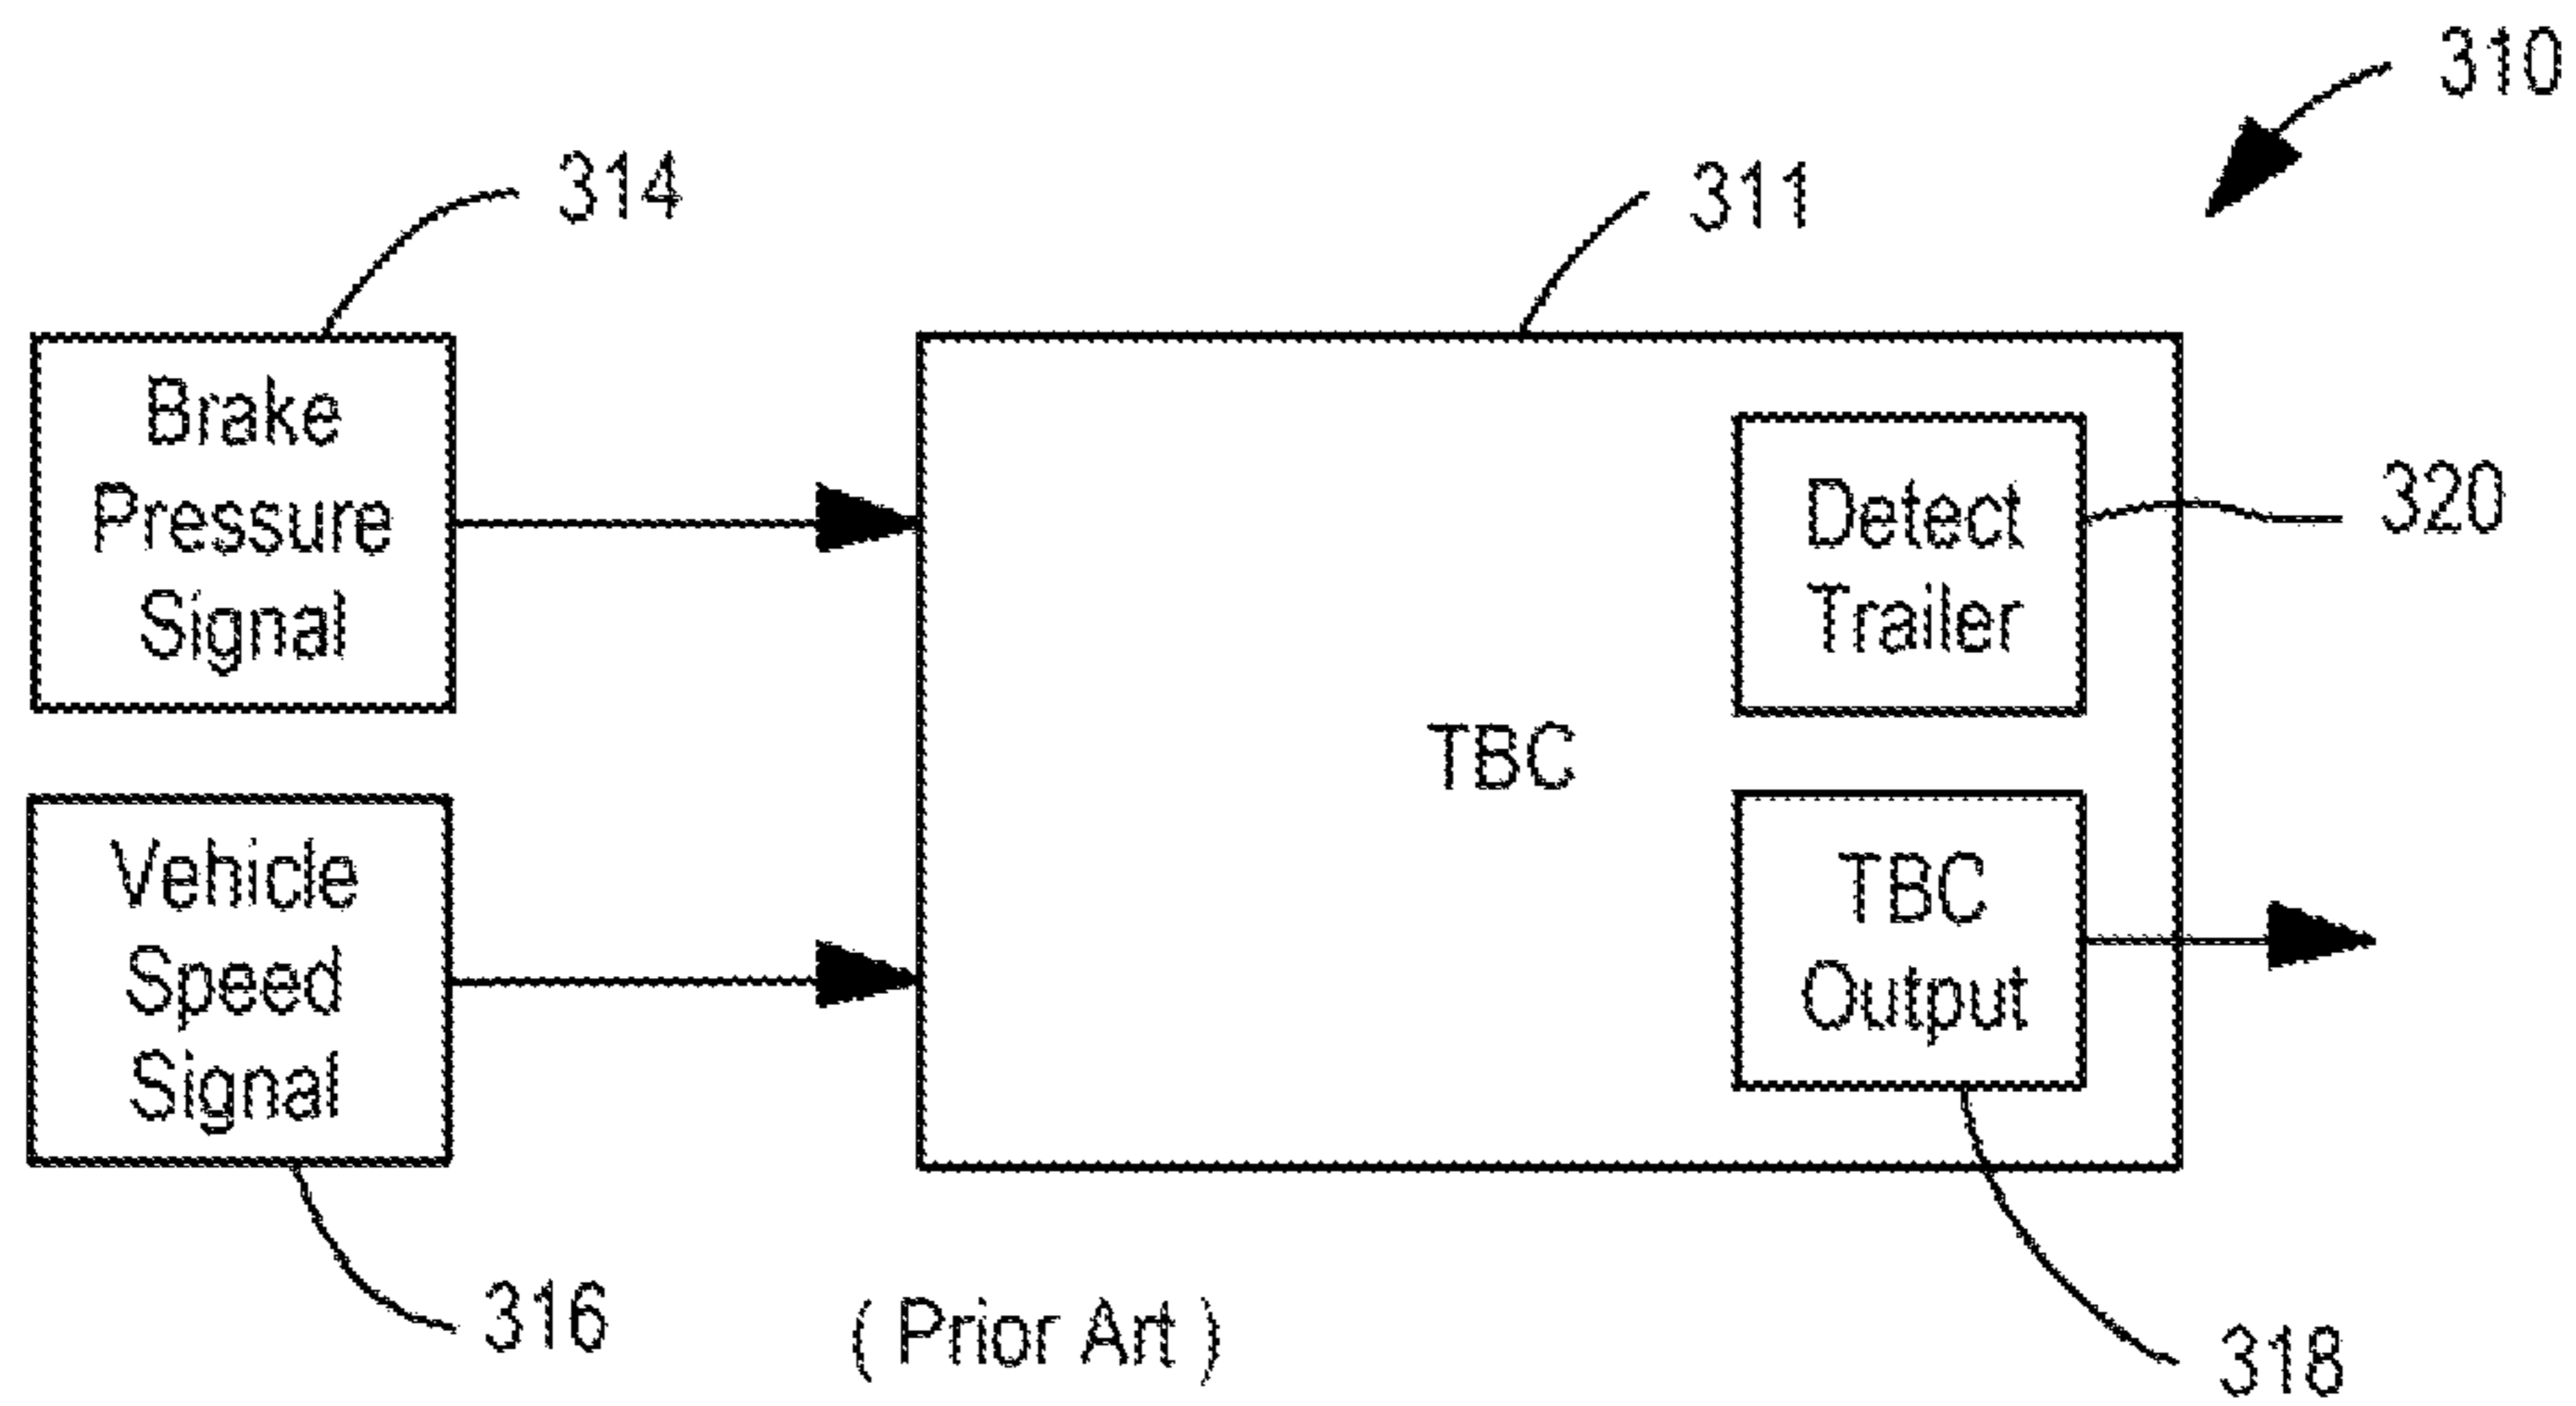 310
314
311
Brake
Pressure
Signal
Detect
Trailer
320
TBC
Vehicle
Speed
Signal
TBC
Output
316
( Prior Art )
318